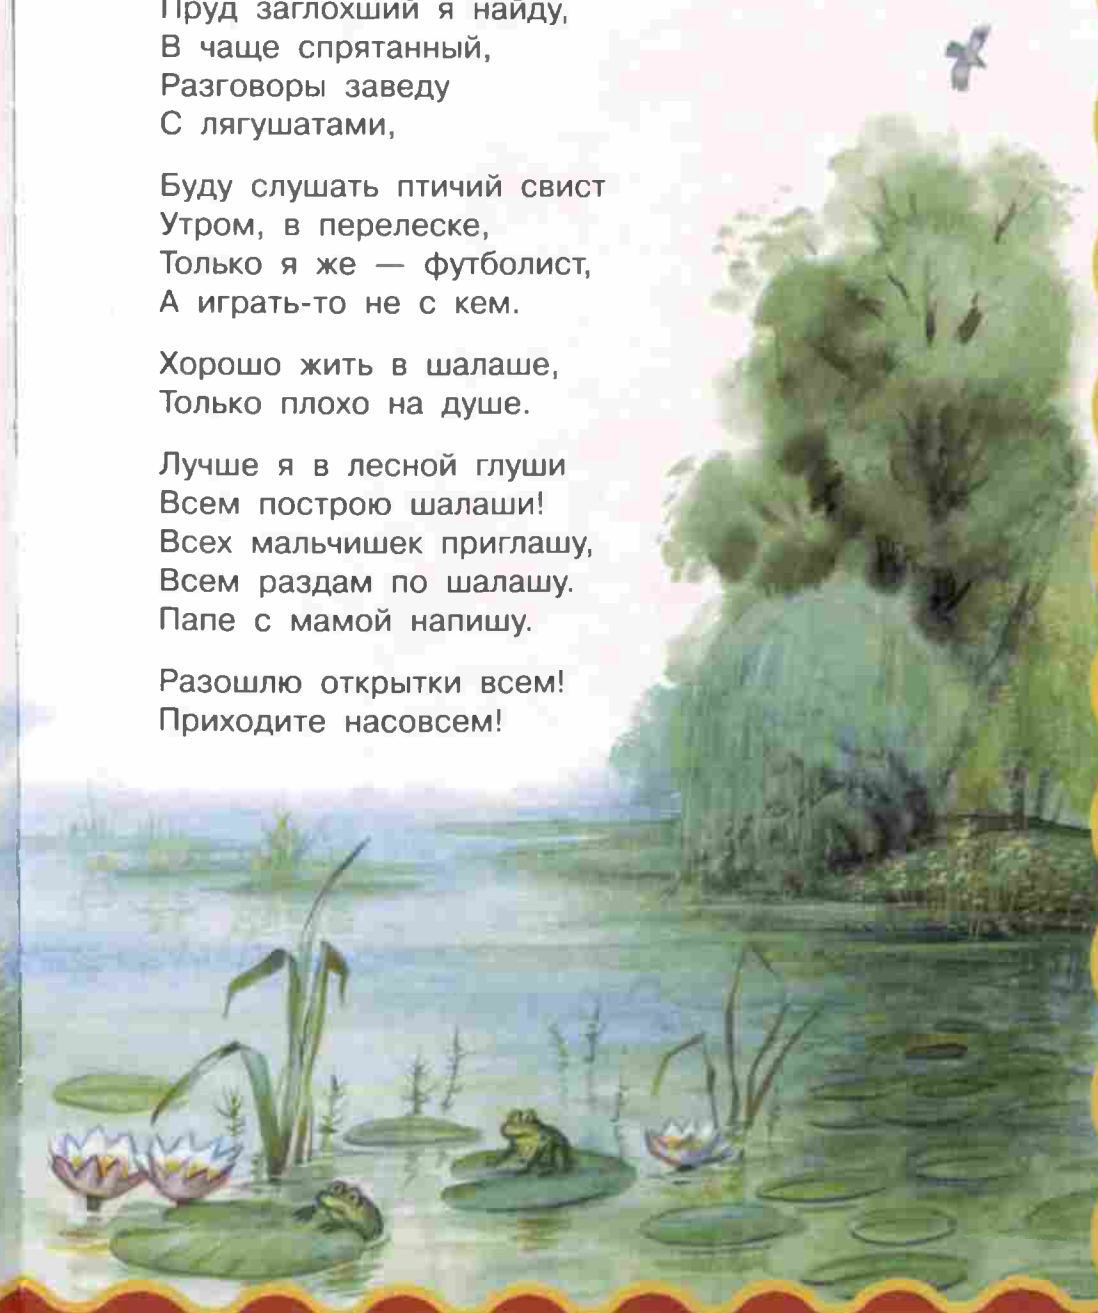 Пруд заглохший я найду,
В чаще спрятанный,
Разговоры заведу
С лягушатами,
Буду слушать птичий свист
Утром, в перелеске,
Только я же — футболист,
А играть-то не с кем.
Хорошо жить в шалаше,
Только плохо на душе.
Лучше я в лесной глуши
Всем построю шалаши!
Всех мальчишек приглашу,
Всем раздам по шалашу.
Папе с мамой напишу.
Разошлю открытки всем!
Приходите насовсем!